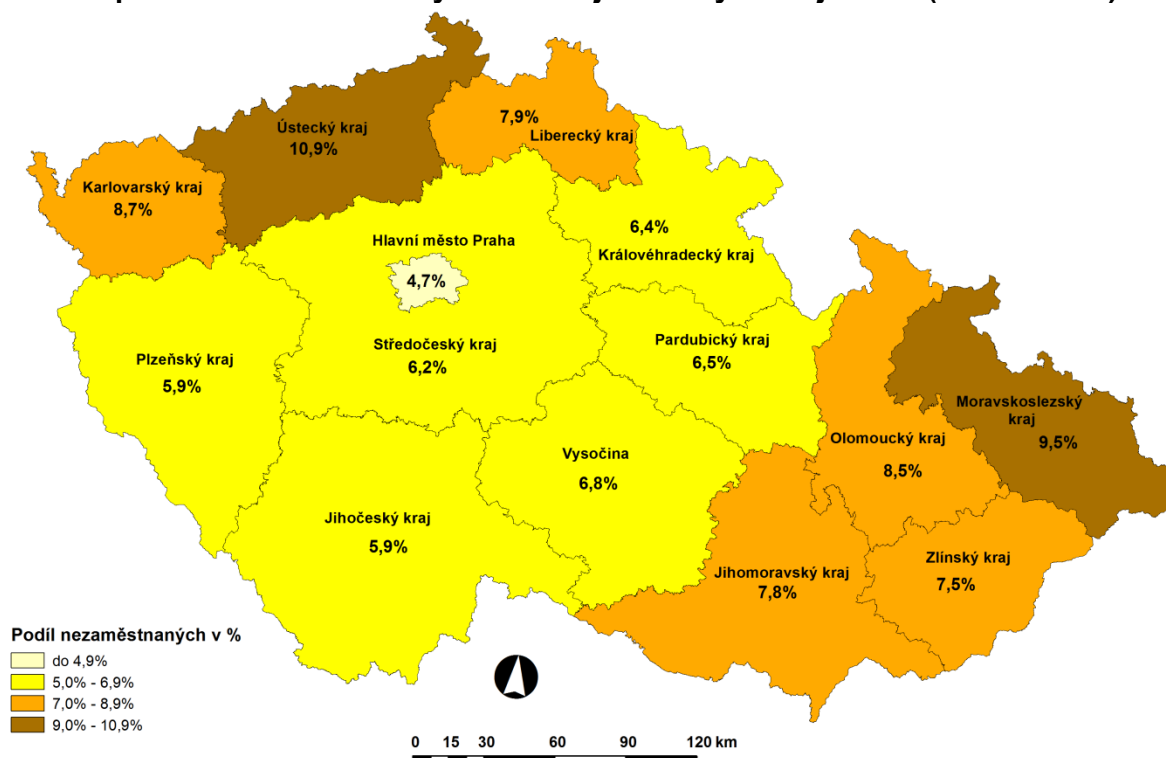 Ústecký kraj
10,9%
7,9%
Liberecký kraj
Karlovarský kraj
8,7%
6,4%
Královéhradecký kraj
Hlavní město Praha
4,7%
Středočeský kraj
6,2%
Pardubický kraj
6,5%
Plzeňský kraj
5,9%
Moravskoslezský
kraj
9,5%
Olomoucký kraj
8,5%
Vysočina
6,8%
Jihočeský kraj
5,9%
Zlínský kraj
7,5%
Jihomoravský kraj
7,8%
Podíl nezaměstnaných v %
do 4,9%
5,0% - 6,9%
7,0% - 8,9%
9,0% - 10,9%
0 15 30 60 90 120 km